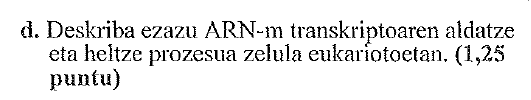 d. Deskriba ezazu ARN-m transkriptoaren aldatze
eta heltze prozesua zelula eukariotoetan. (1,25
puntu)